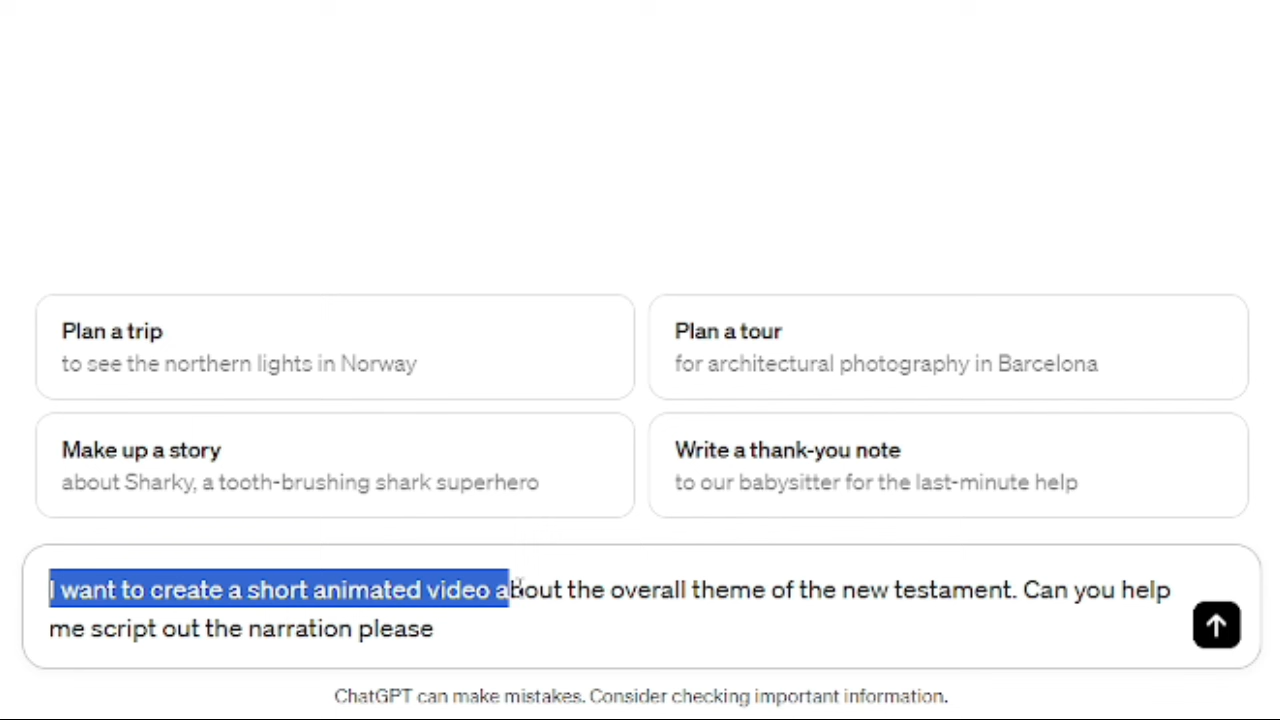 Plan a trip
to see the northern lights in Norway
Plan a tour
for architectural photography in Barcelona
Make up a story
about Sharky, a tooth-brushing shark superhero
Write a thank-you note
to our babysitter for the last-minute help
I want to create a short animated video about the overall theme of the new testament. Can you help
me script out the narration please
ChatGPT can make mistakes. Consider checking important information.